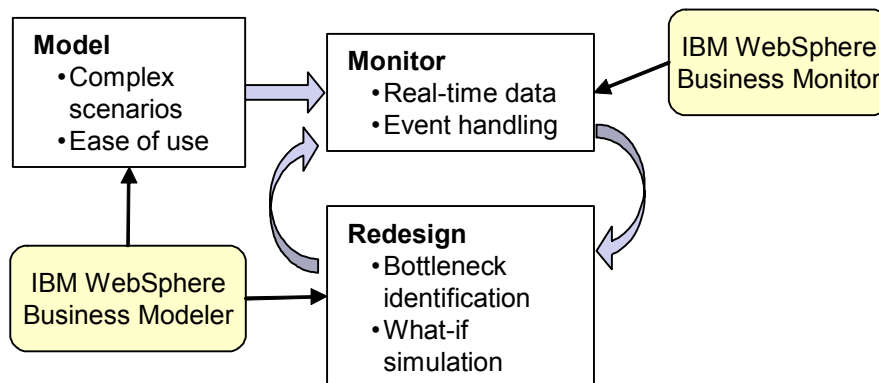 Model
•Complex
scenarios
•Ease of use
Monitor
•Real-time data
•Event handling
IBM WebSphere
Business Monitor
IBM WebSphere
Business Modeler
Redesign
•Bottleneck
identification
•What-if
simulation